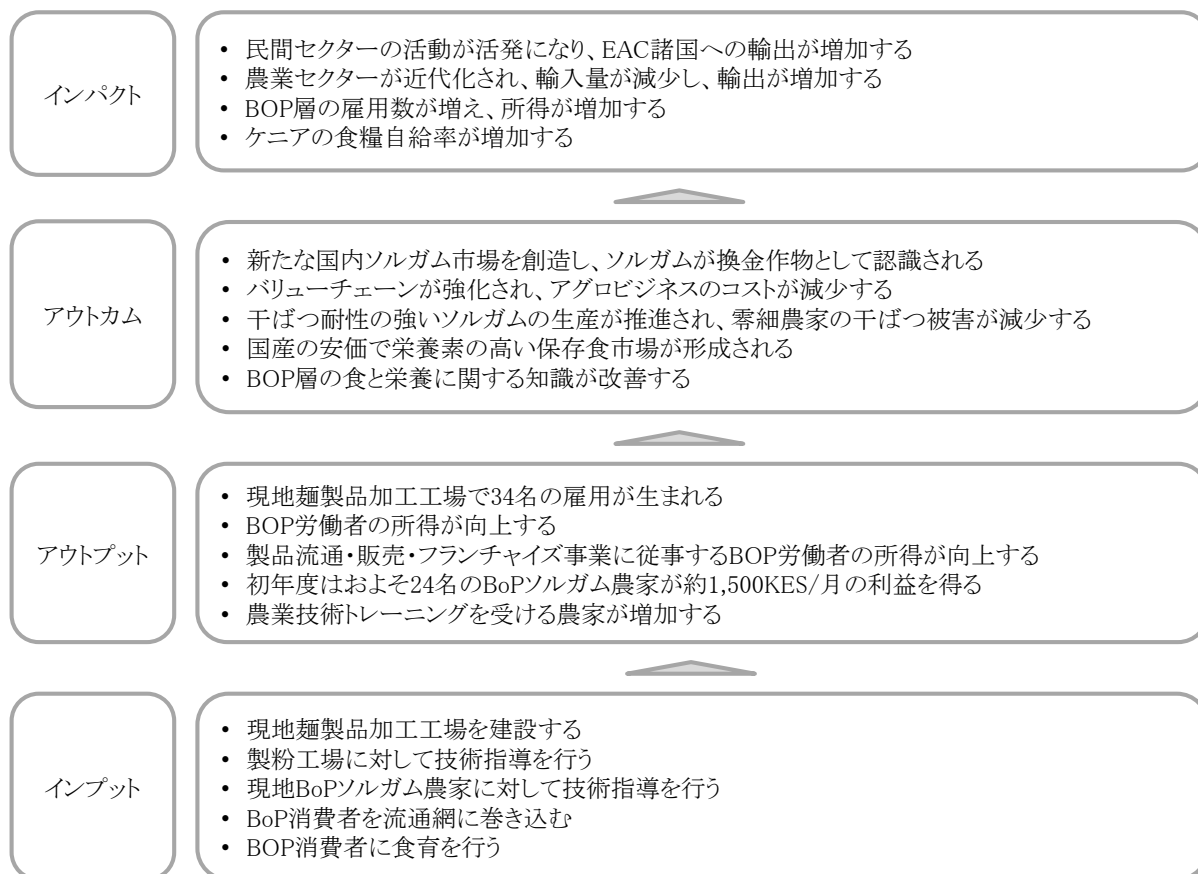 インパクト
• 民間セクターの活動が活発になり、EAC諸国への輸出が増加する
• 農業セクターが近代化され、輸入量が減少し、輸出が増加する
• BOP層の雇用数が増え、所得が増加する
• ケニアの食糧自給率が増加する
アウトカム
• 新たな国内ソルガム市場を創造し、ソルガムが換金作物として認識される
• バリューチェーンが強化され、アグロビジネスのコストが減少する
• 干ばつ耐性の強いソルガムの生産が推進され、零細農家の干ばつ被害が減少する
• 国産の安価で栄養素の高い保存食市場が形成される
• BOP層の食と栄養に関する知識が改善する
アウトプット
• 現地麺製品加工工場で34名の雇用が生まれる
• BOP労働者の所得が向上する
• 製品流通・販売・フランチャイズ事業に従事するBOP労働者の所得が向上する
• 初年度はおよそ24名のBoPソルガム農家が約1,500KES/月の利益を得る
• 農業技術トレーニングを受ける農家が増加する
インプット
• 現地麺製品加工工場を建設する
• 製粉工場に対して技術指導を行う
• 現地BoPソルガム農家に対して技術指導を行う
• BoP消費者を流通網に巻き込む
• BOP消費者に食育を行う